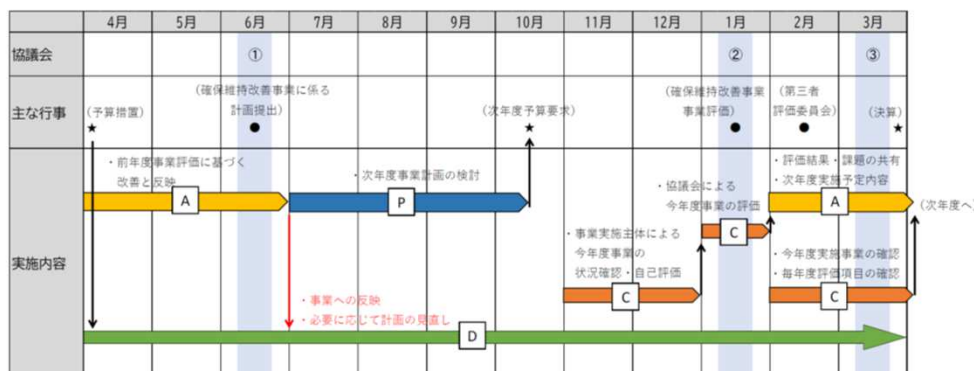 4月 5月 6月 7月 8月 9月 10月 11月 12月 1月 2月 3月
協議会 ① ② ③
主な行事
(予算措置)
★
(確保維持改善事業に係る
計画提出)
●
(次年度予算要求)
★
(確保維持改善事業
事業評価)
●
(第三者
評価委員会)
●
(決算)
★
実施内容
・前年度事業評価に基づく
改善と反映
A
・次年度事業計画の検討
P
・事業実施主体による
今年度事業の
状況確認・自己評価
C
・協議会による
今年度事業の評価
C
・評価結果・課題の共有
・次年度実施予定内容
A
(次年度へ)
・今年度実施事業の確認
・毎年度評価項目の確認
C
・事業への反映
・必要に応じて計画の見直し
D